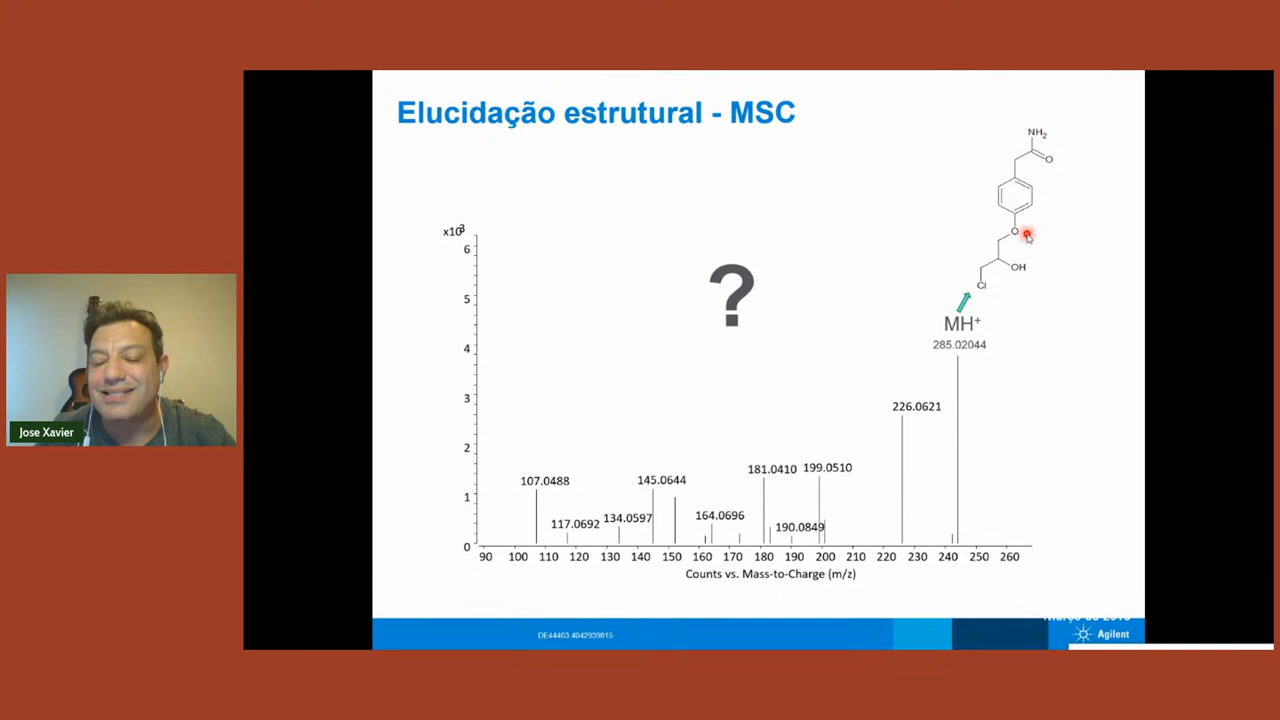 Elucidação estrutural - MSC
NH2
O
O
OH
Cl
MH+
285.02044
x10³
6
5
4
3
2
1
0
226.0621
107.0488
117.0692
134.0597
145.0644
164.0696
181.0410
190.0849
199.0510
?
90 100 110 120 130 140 150 160 170 180 190 200 210 220 230 240 250 260
Counts vs. Mass-to-Charge (m/z)
DE44463.4042939815
Agilent
Jose Xavier